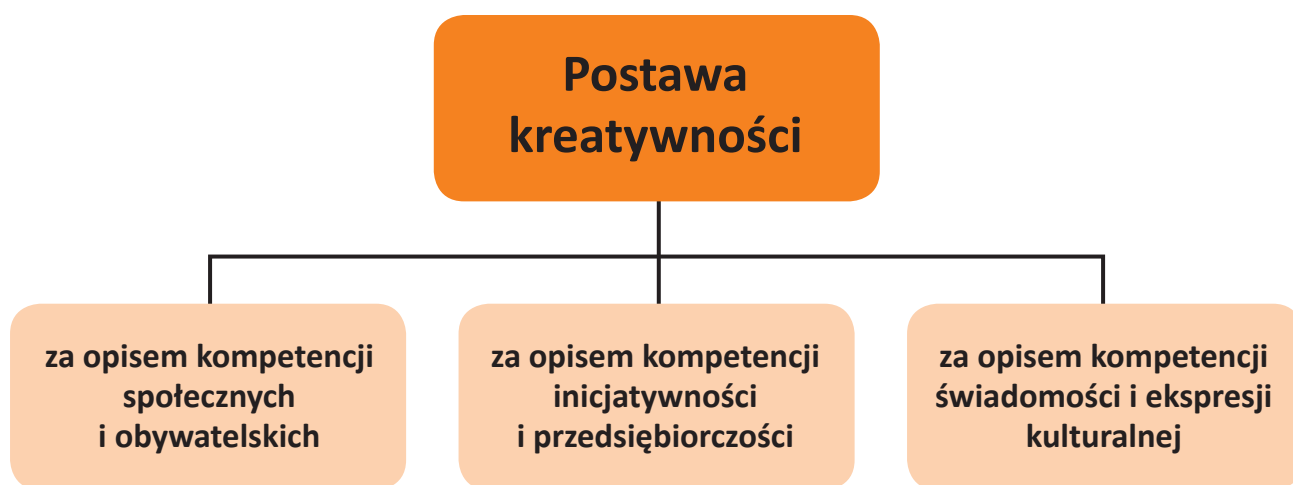 Postawa
kreatywności
za opisem kompetencji
społecznych
i obywatelskich
za opisem kompetencji
inicjatywności
i przedsiębiorczości
za opisem kompetencji
świadomości i ekspresji
kulturalnej